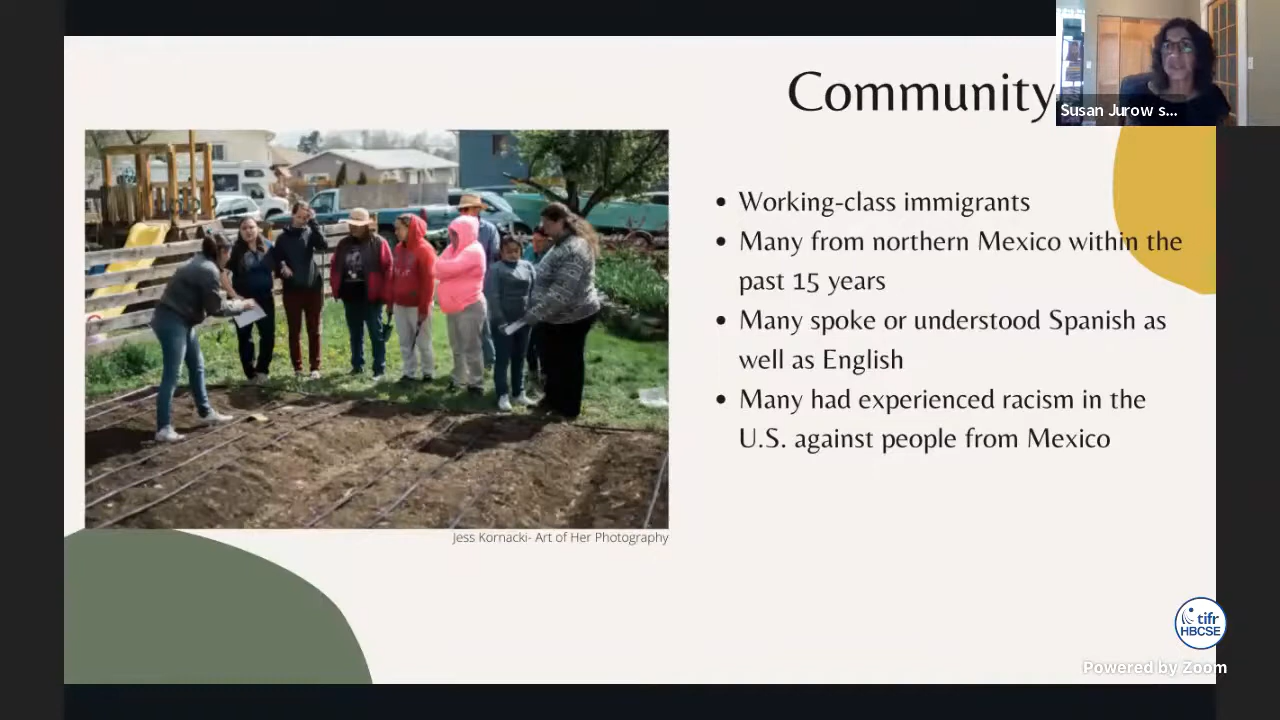 Community
Susan Jurow s...
Working-class immigrants
Many from northern Mexico within the
past 15 years
Many spoke or understood Spanish as
well as English
Many had experienced racism in the
U.S. against people from Mexico
Jess Kornacki- Art of Her Photography
tifr
HBCSE
Powered by Zoom